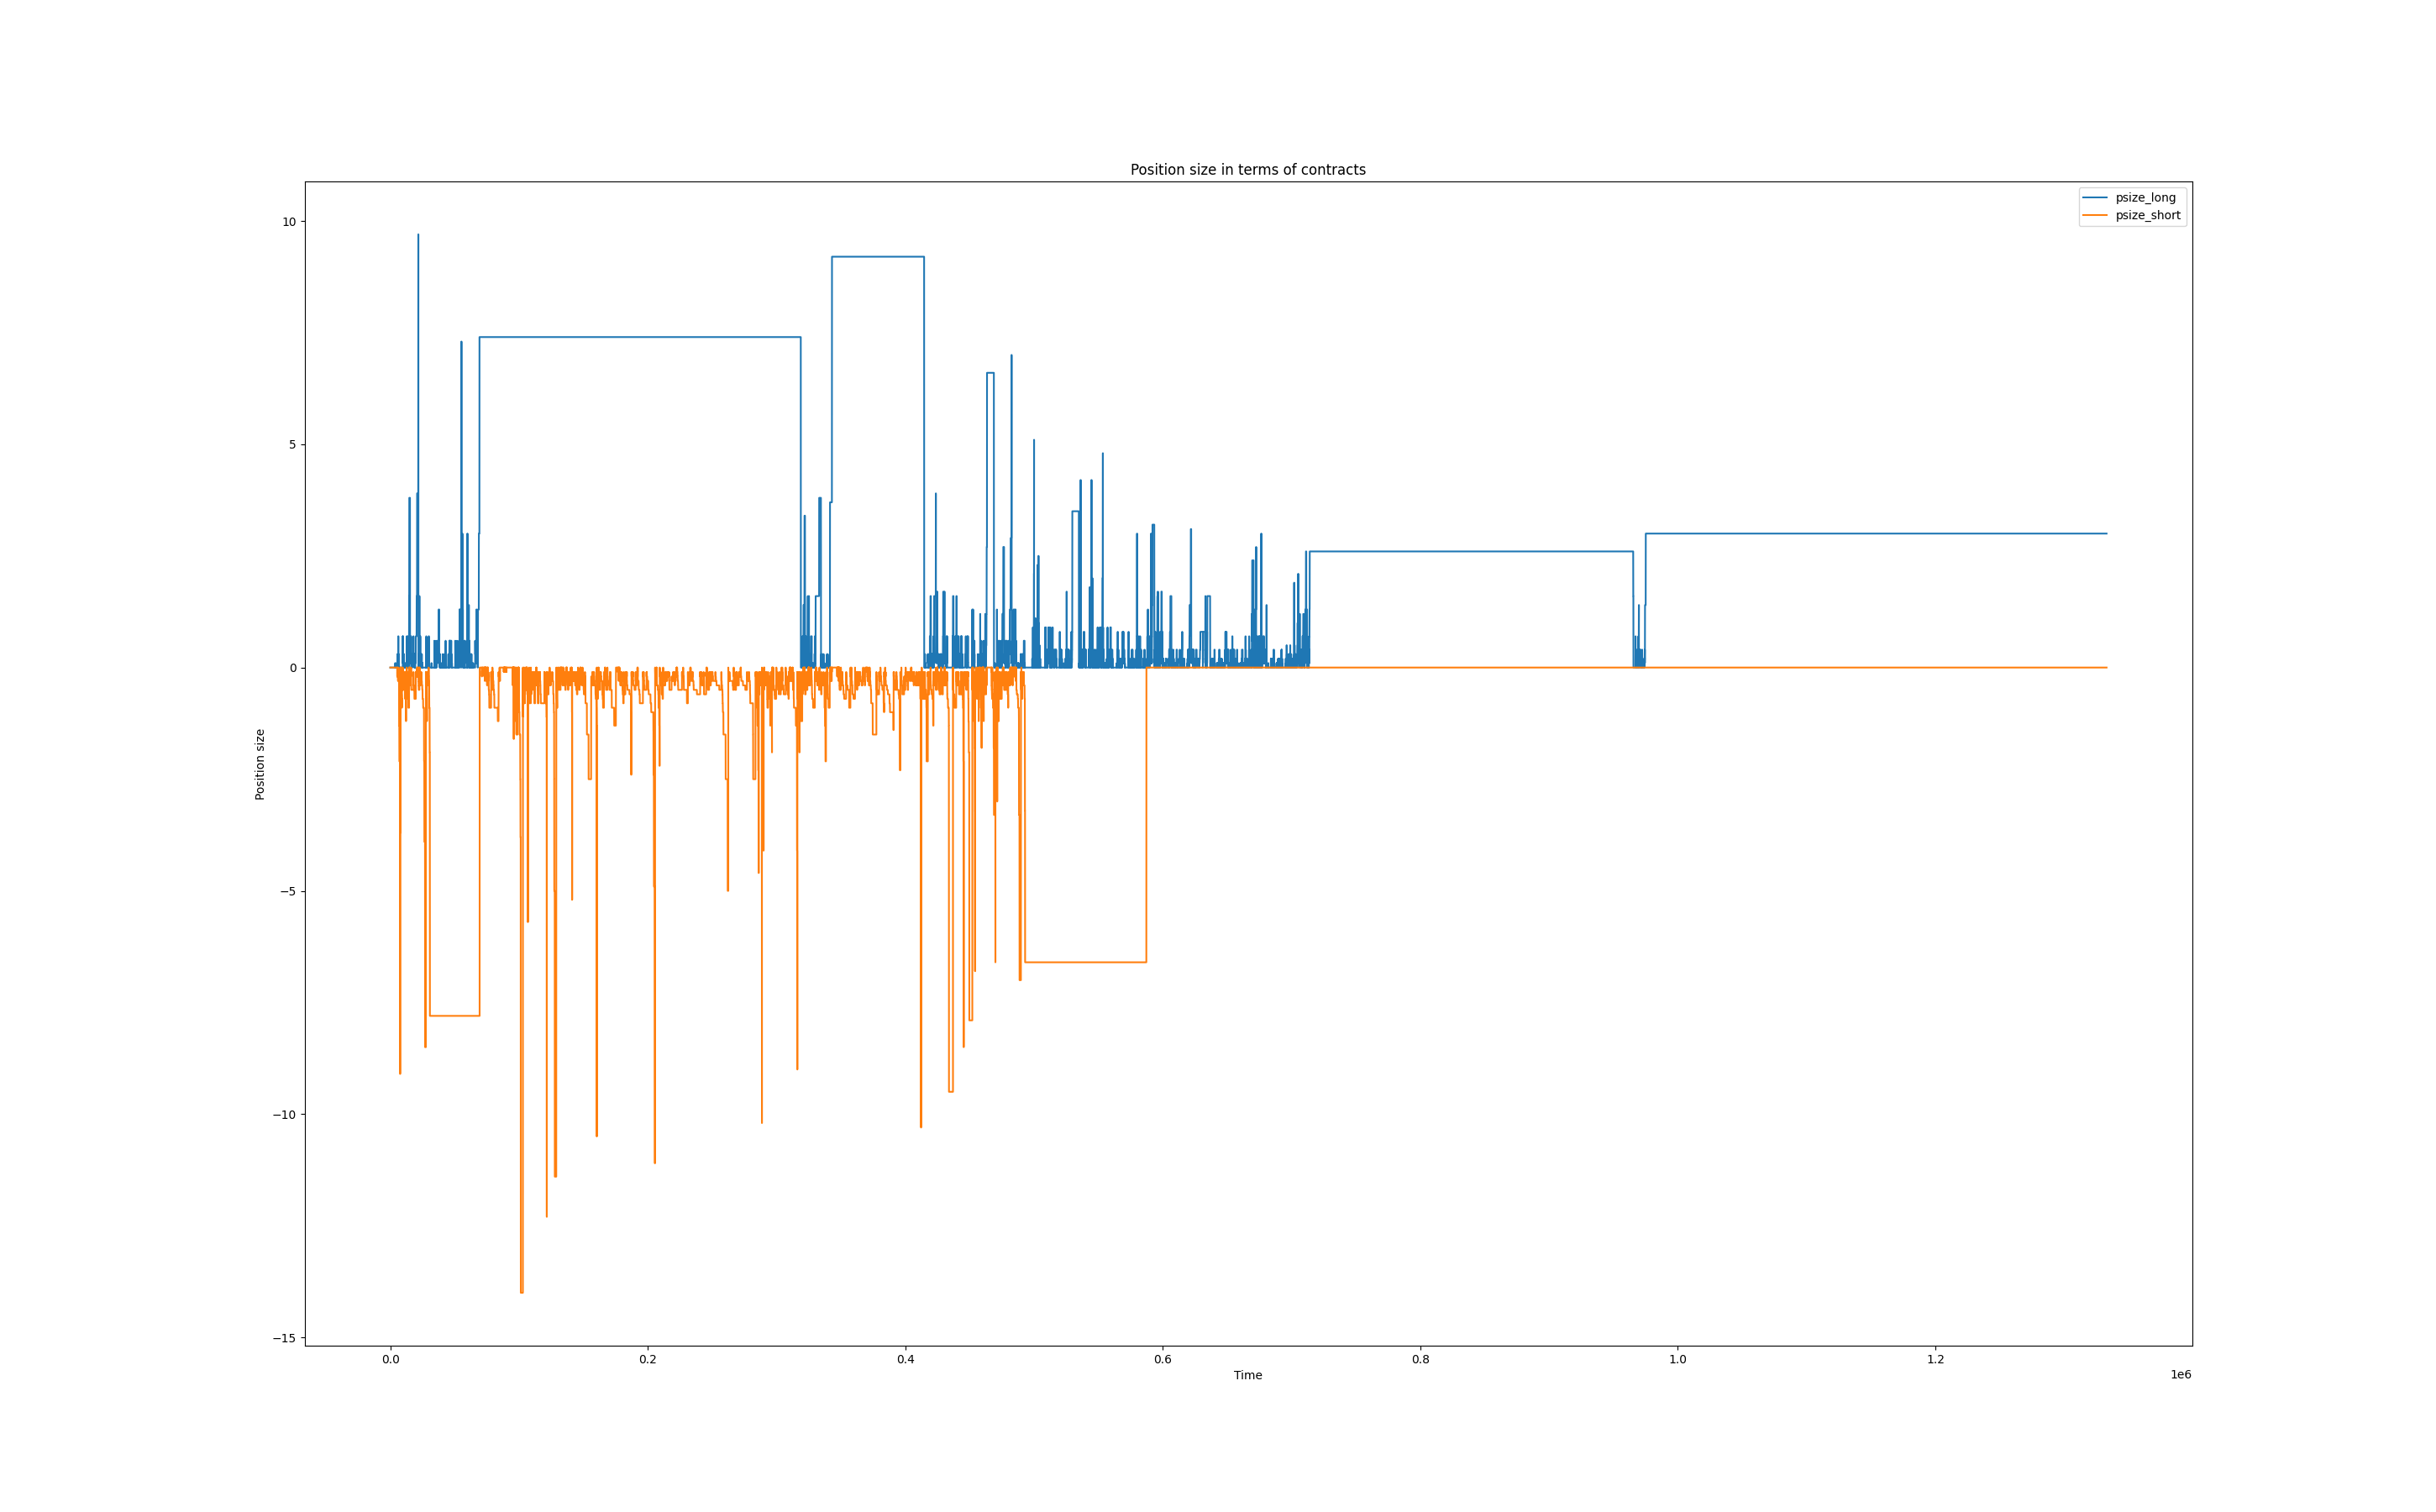 Position size in terms of contracts
psize_long
psize_short
10
5
0
−5
−10
−15
Position size
0.0
0.2
0.4
0.6
0.8
1.0
1.2
1e6
Time